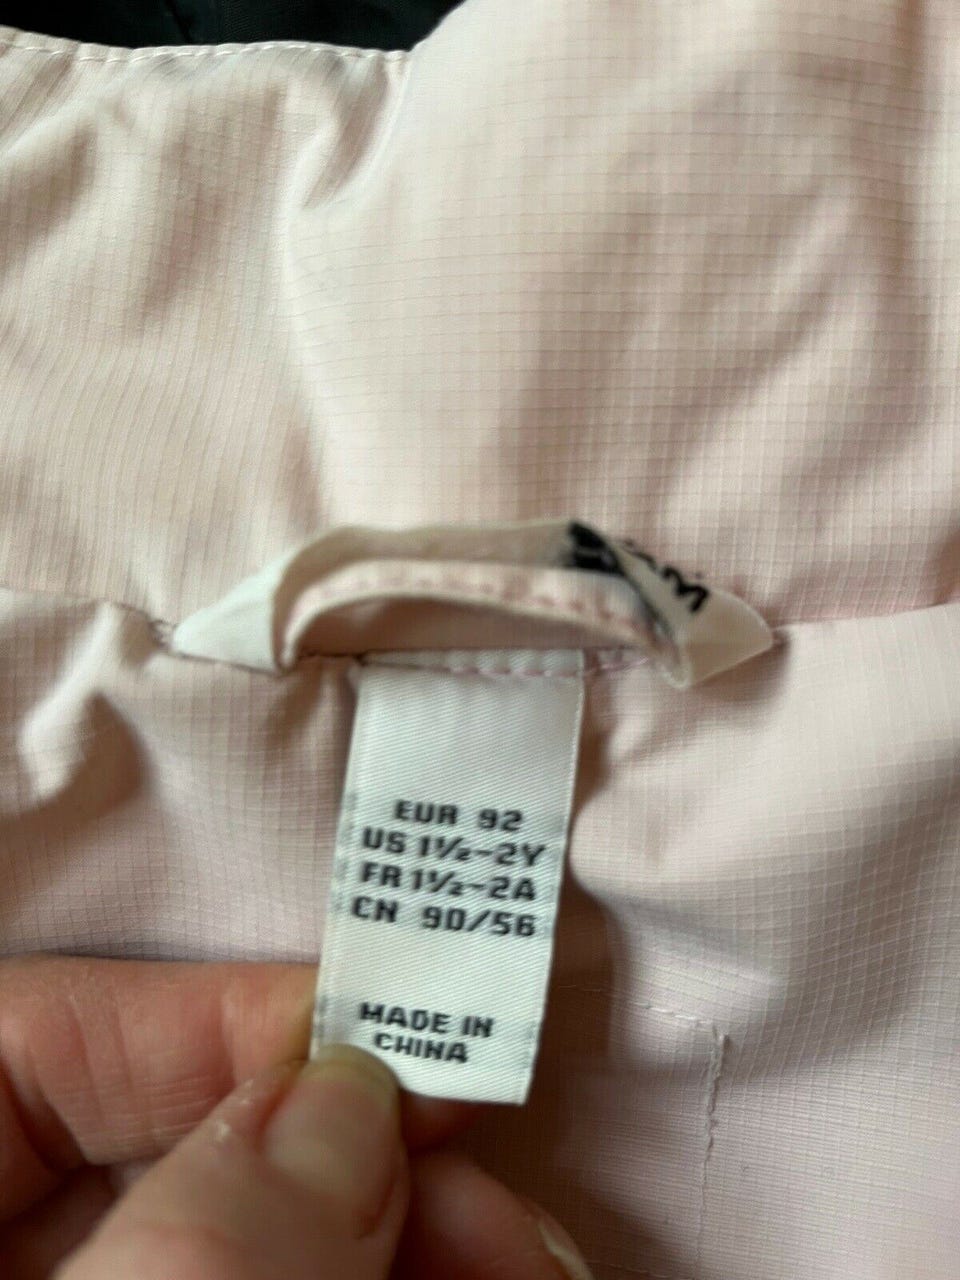 EUR 92
US 1½-2Y
FR 1½-2A
CN 90/56
MADE IN
CHINA